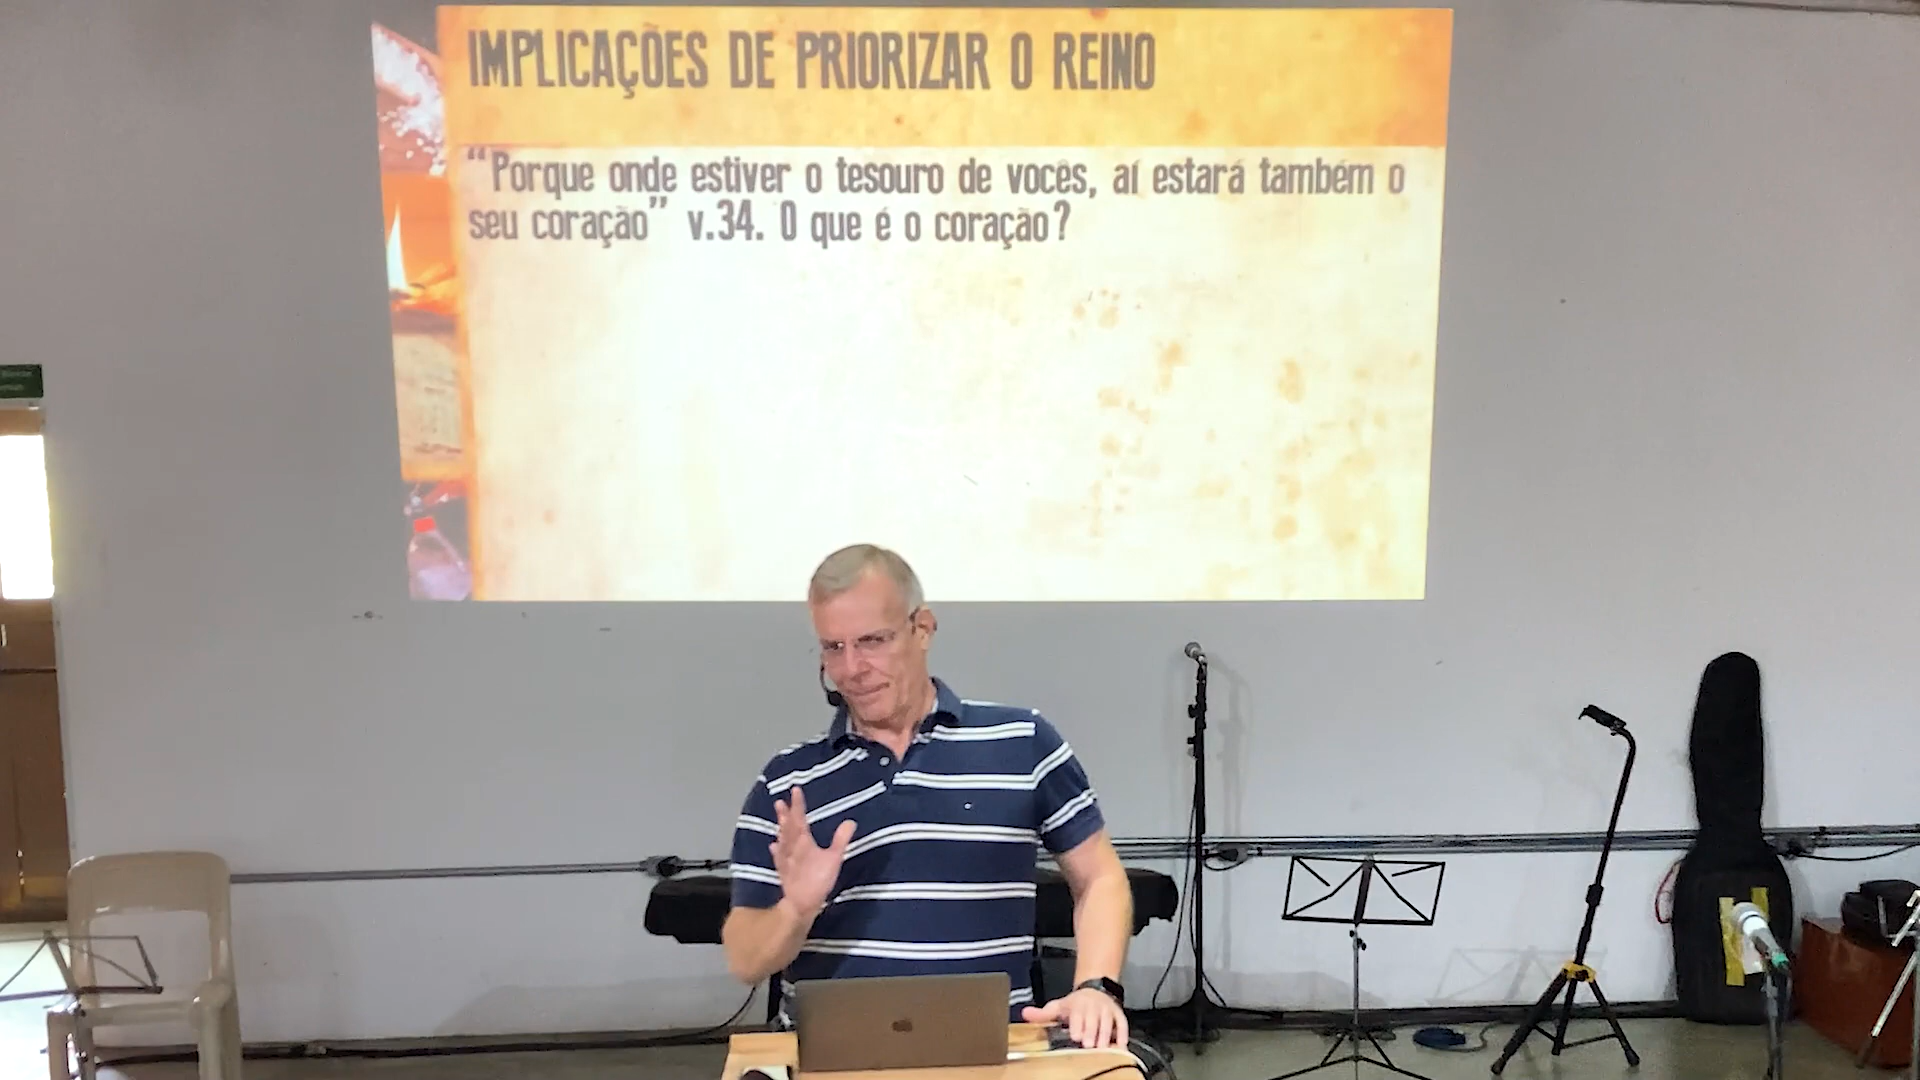 IMPLICAÇÕES DE PRIORIZAR O REINO
“Porque onde estiver o tesouro de vocês, aí estará também o
seu coração” v.34. O que é o coração?